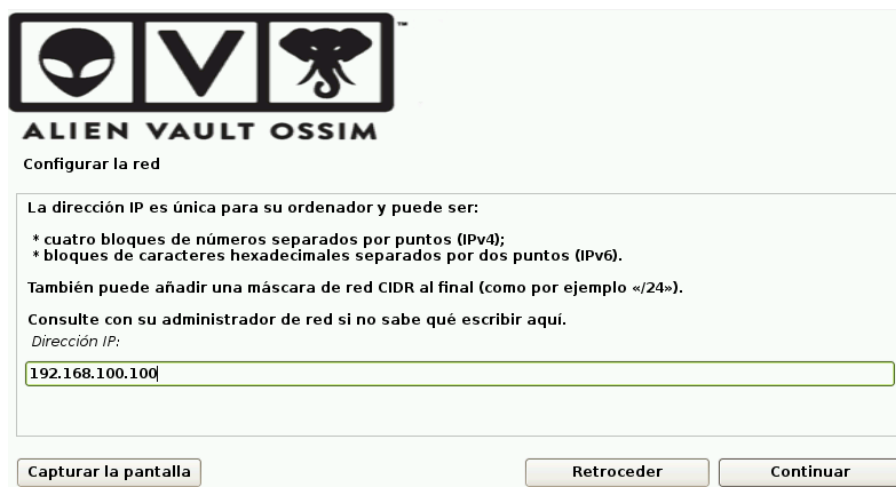 ™
ALIEN VAULT OSSIM
Configurar la red
La dirección IP es única para su ordenador y puede ser:
* cuatro bloques de números separados por puntos (IPv4);
* bloques de caracteres hexadecimales separados por dos puntos (IPv6).
También puede añadir una máscara de red CIDR al final (como por ejemplo «/24»).
Consulte con su administrador de red si no sabe qué escribir aquí.
Dirección IP:
192.168.100.100
Capturar la pantalla Retroceder Continuar